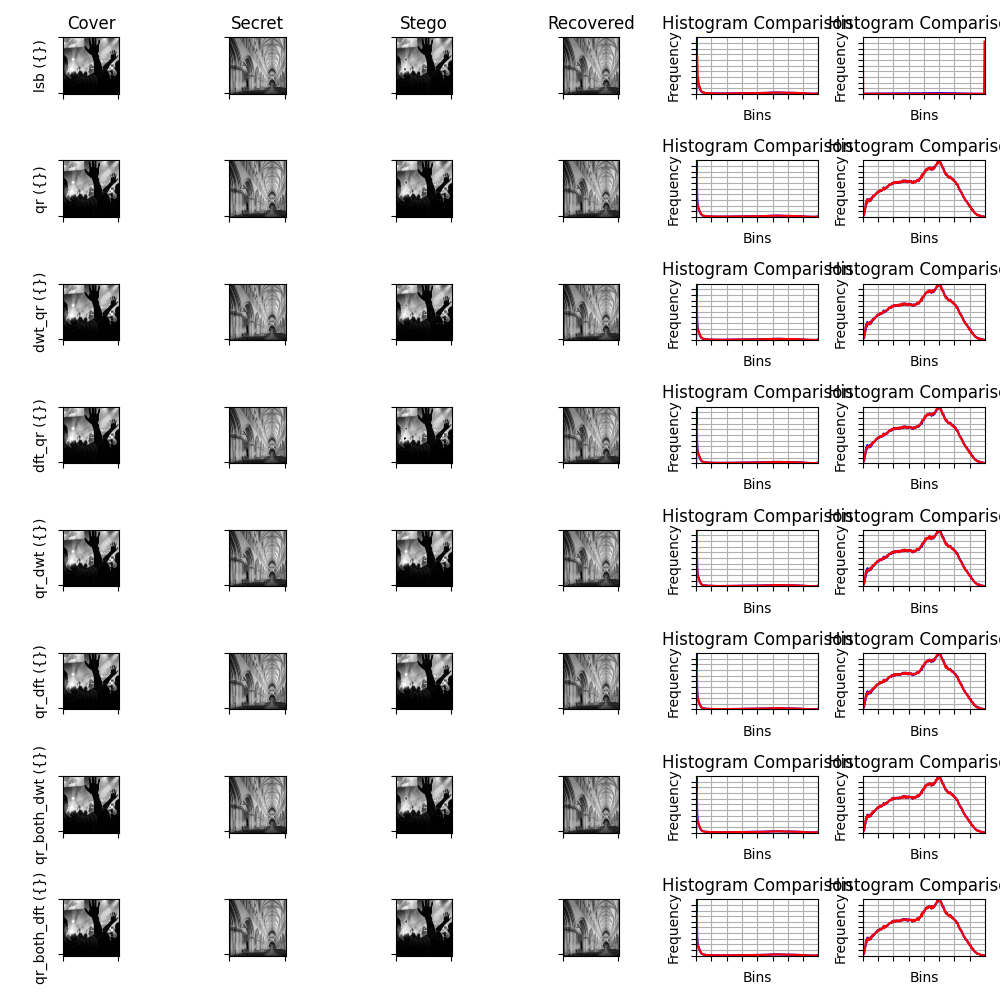 Cover Secret Stego Recovered Histogram Comparison Histogram Comparis
lsb ({}) Frequency Frequency
Bins Bins
Histogram Comparison Histogram Comparis
qr ({}) Frequency Frequency
Bins Bins
Histogram Comparison Histogram Comparis
dwt_qr ({}) Frequency Frequency
Bins Bins
Histogram Comparison Histogram Comparis
dft_qr ({}) Frequency Frequency
Bins Bins
Histogram Comparison Histogram Comparis
qr_dwt ({}) Frequency Frequency
Bins Bins
Histogram Comparison Histogram Comparis
qr_dft ({}) Frequency Frequency
Bins Bins
Histogram Comparison Histogram Comparis
qr_both_dwt ({}) Frequency Frequency
Bins Bins
Histogram Comparison Histogram Comparis
qr_both_dft ({}) Frequency Frequency
Bins Bins